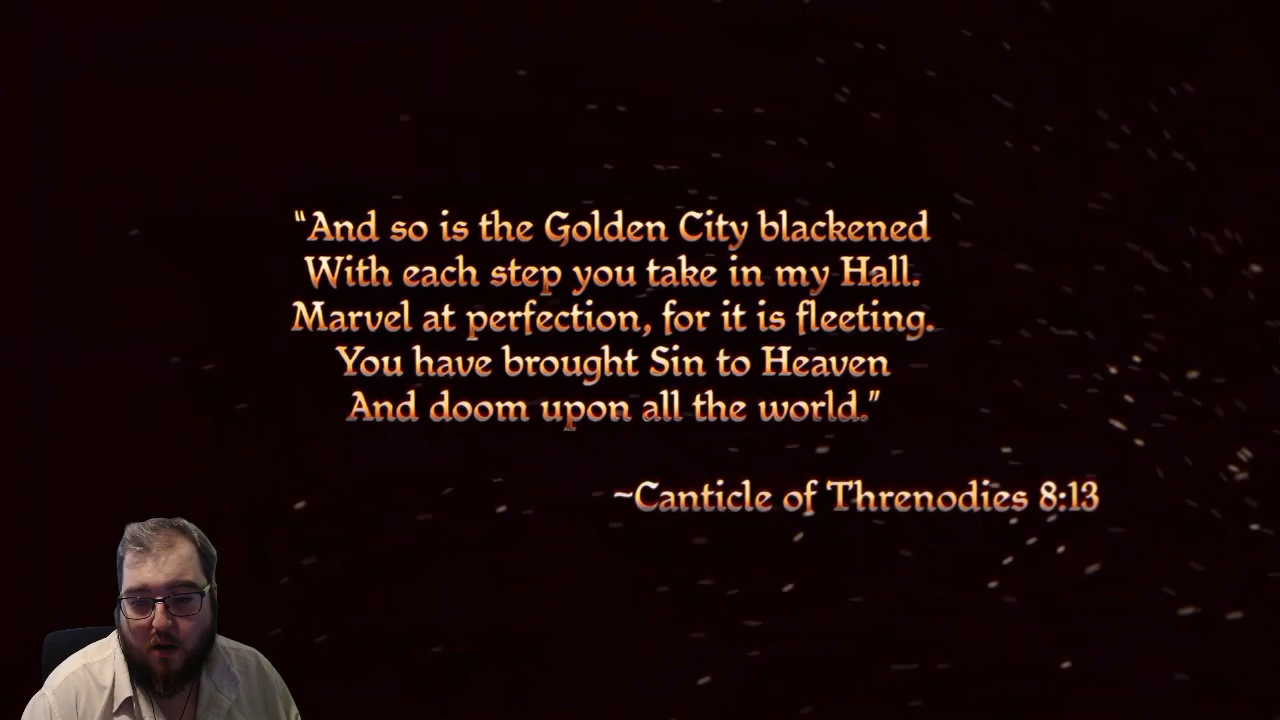 “And so is the Golden City blackened
With each step you take in my Hall.
Marvel at perfection, for it is fleeting.
You have brought Sin to Heaven
And doom upon all the world.”
~Canticle of Threnodies 8:13